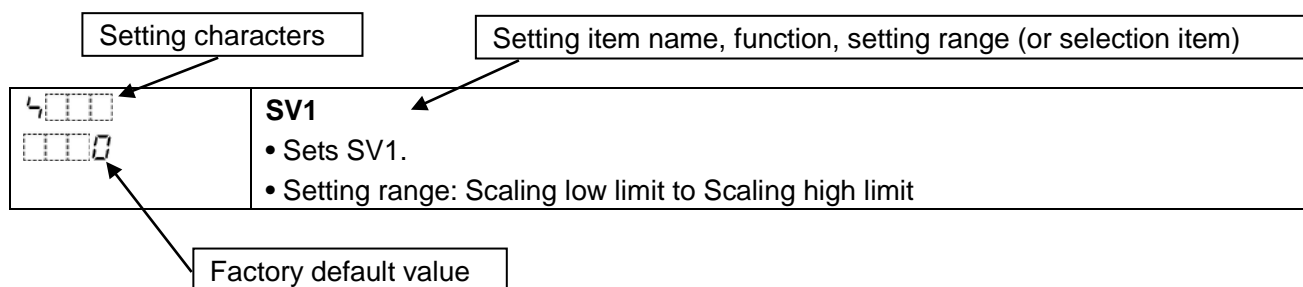 Setting characters
Setting item name, function, setting range (or selection item)
SV1
0
• Sets SV1.
• Setting range: Scaling low limit to Scaling high limit
Factory default value